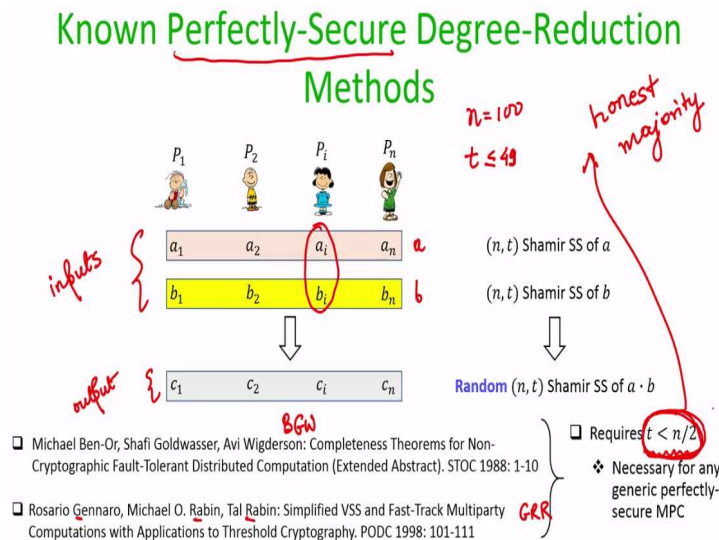 Known Perfectly-Secure Degree-Reduction
Methods
n=100
t ≤ 49
honest
majority
P₁ P₂ Pᵢ Pₙ
inputs
a₁ a₂ aᵢ aₙ a (n, t) Shamir SS of a
b₁ b₂ bᵢ bₙ b (n, t) Shamir SS of b
output
c₁ c₂ cᵢ cₙ Random (n, t) Shamir SS of a · b
BGW
❑ Michael Ben-Or, Shafi Goldwasser, Avi Wigderson: Completeness Theorems for Non-
Cryptographic Fault-Tolerant Distributed Computation (Extended Abstract). STOC 1988: 1-10
❑ Rosario Gennaro, Michael O. Rabin, Tal Rabin: Simplified VSS and Fast-Track Multiparty
Computations with Applications to Threshold Cryptography. PODC 1998: 101-111
GRR
❑ Requires t < n/2
❖ Necessary for any
generic perfectly-
secure MPC